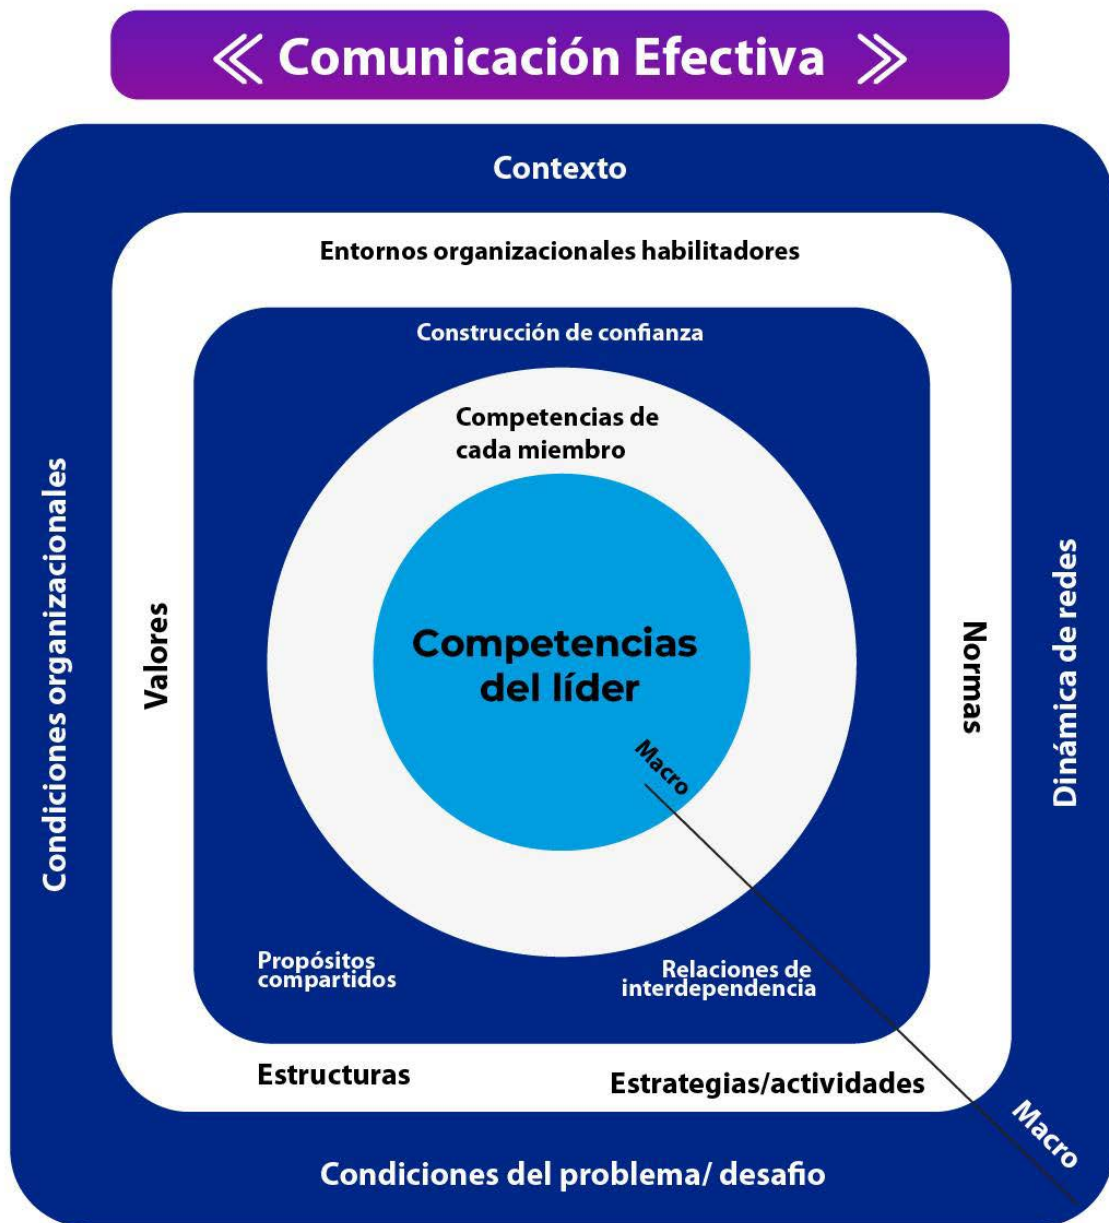 Comunicación Efectiva
Contexto
Entornos organizacionales habilitadores
Construcción de confianza
Competencias de
cada miembro
Condiciones organizacionales
Valores
Competencias
del líder
Normas
Dinámica de redes
Macro
Propósitos
compartidos
Relaciones de
interdependencia
Estructuras
Estrategias/actividades
Macro
Condiciones del problema/ desafio